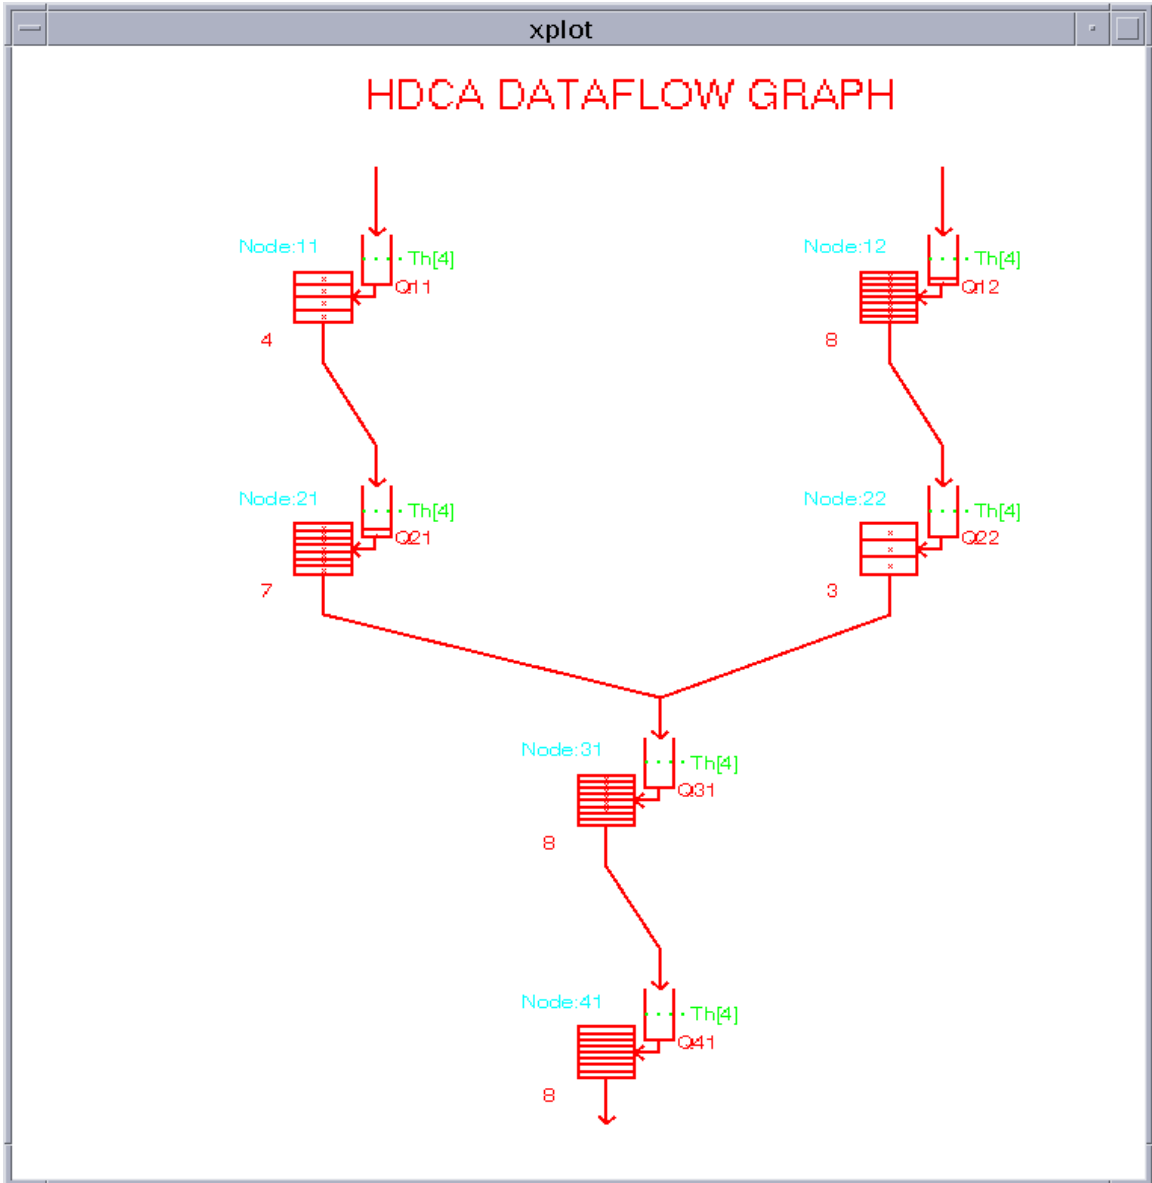 xplot
HDCA DATAFLOW GRAPH
Node:11
Th[4]
Q11
4
Node:12
Th[4]
Q12
8
Node:21
Th[4]
Q21
7
Node:22
Th[4]
Q22
3
Node:31
Th[4]
Q31
8
Node:41
Th[4]
Q41
8